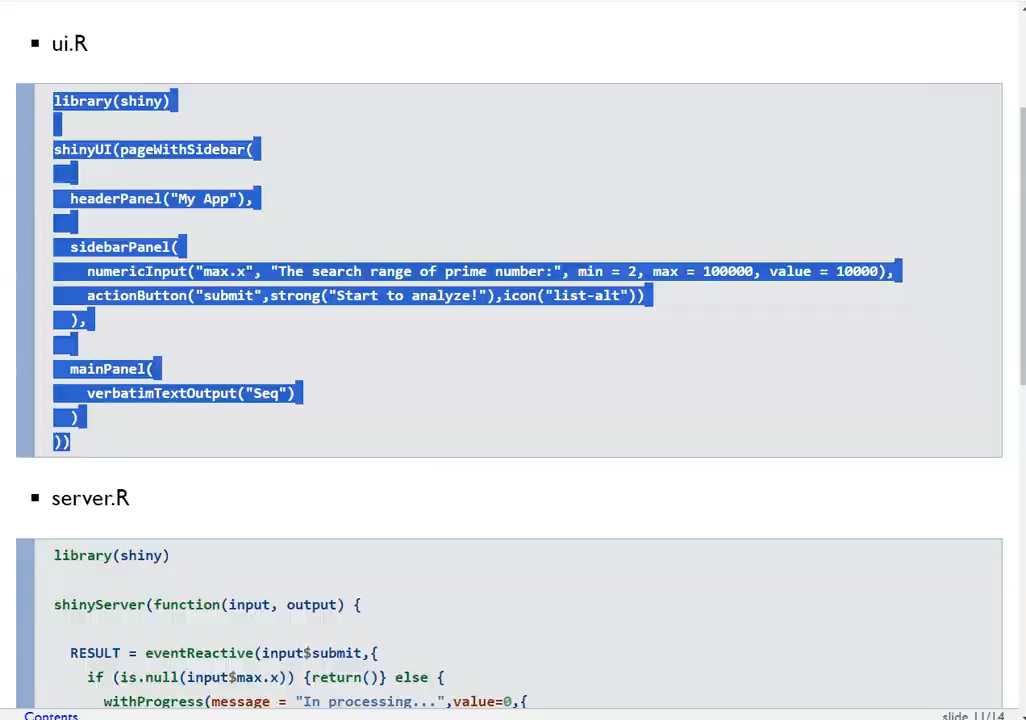 ▪ ui.R
library(shiny)
shinyUI(pageWithSidebar(
headerPanel("My App"),
sidebarPanel(
numericInput("max.x", "The search range of prime number:", min = 2, max = 100000, value = 10000),
actionButton("submit",strong("Start to analyze!"),icon("list-alt"))
),
mainPanel(
verbatimTextOutput("Seq")
)
))
▪ server.R
library(shiny)
shinyServer(function(input, output) {
RESULT = eventReactive(input$submit,{
if (is.null(input$max.x)) {return()} else {
withProgress(message = "In processing...",value=0,{
Contents
slide 11/14